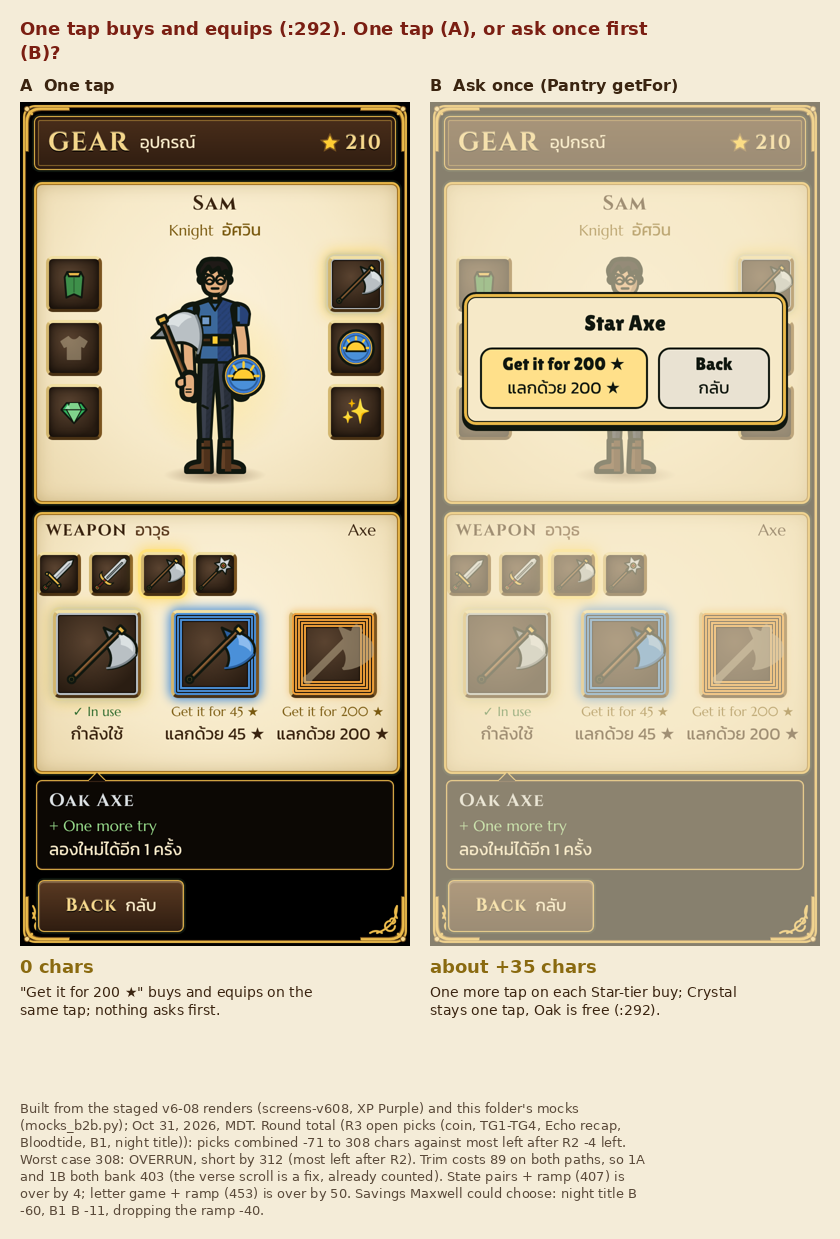 One tap buys and equips (:292). One tap (A), or ask once first
(B)?
A One tap
GEAR อุปกรณ์ ★ 210
SAM
Knight อัศวิน
WEAPON อาวุธ Axe
✓ In use Get it for 45 ★ Get it for 200 ★
กำลังใช้ แลกด้วย 45 ★ แลกด้วย 200 ★
OAK AXE
+ One more try
ลองใหม่ได้อีก 1 ครั้ง
BACK กลับ
0 chars
"Get it for 200 ★" buys and equips on the
same tap; nothing asks first.
B Ask once (Pantry getFor)
GEAR อุปกรณ์ ★ 210
SAM
Knight อัศวิน
Star Axe
Get it for 200 ★ Back
แลกด้วย 200 ★ กลับ
WEAPON อาวุธ Axe
✓ In use Get it for 45 ★ Get it for 200 ★
กำลังใช้ แลกด้วย 45 ★ แลกด้วย 200 ★
OAK AXE
+ One more try
ลองใหม่ได้อีก 1 ครั้ง
BACK กลับ
about +35 chars
One more tap on each Star-tier buy; Crystal
stays one tap, Oak is free (:292).
Built from the staged v6-08 renders (screens-v608, XP Purple) and this folder's mocks
(mocks_b2b.py); Oct 31, 2026, MDT. Round total (R3 open picks (coin, TG1-TG4, Echo recap,
Bloodtide, B1, night title)): picks combined -71 to 308 chars against most left after R2 -4 left.
Worst case 308: OVERRUN, short by 312 (most left after R2). Trim costs 89 on both paths, so 1A
and 1B both bank 403 (the verse scroll is a fix, already counted). State pairs + ramp (407) is
over by 4; letter game + ramp (453) is over by 50. Savings Maxwell could choose: night title B
-60, B1 B -11, dropping the ramp -40.